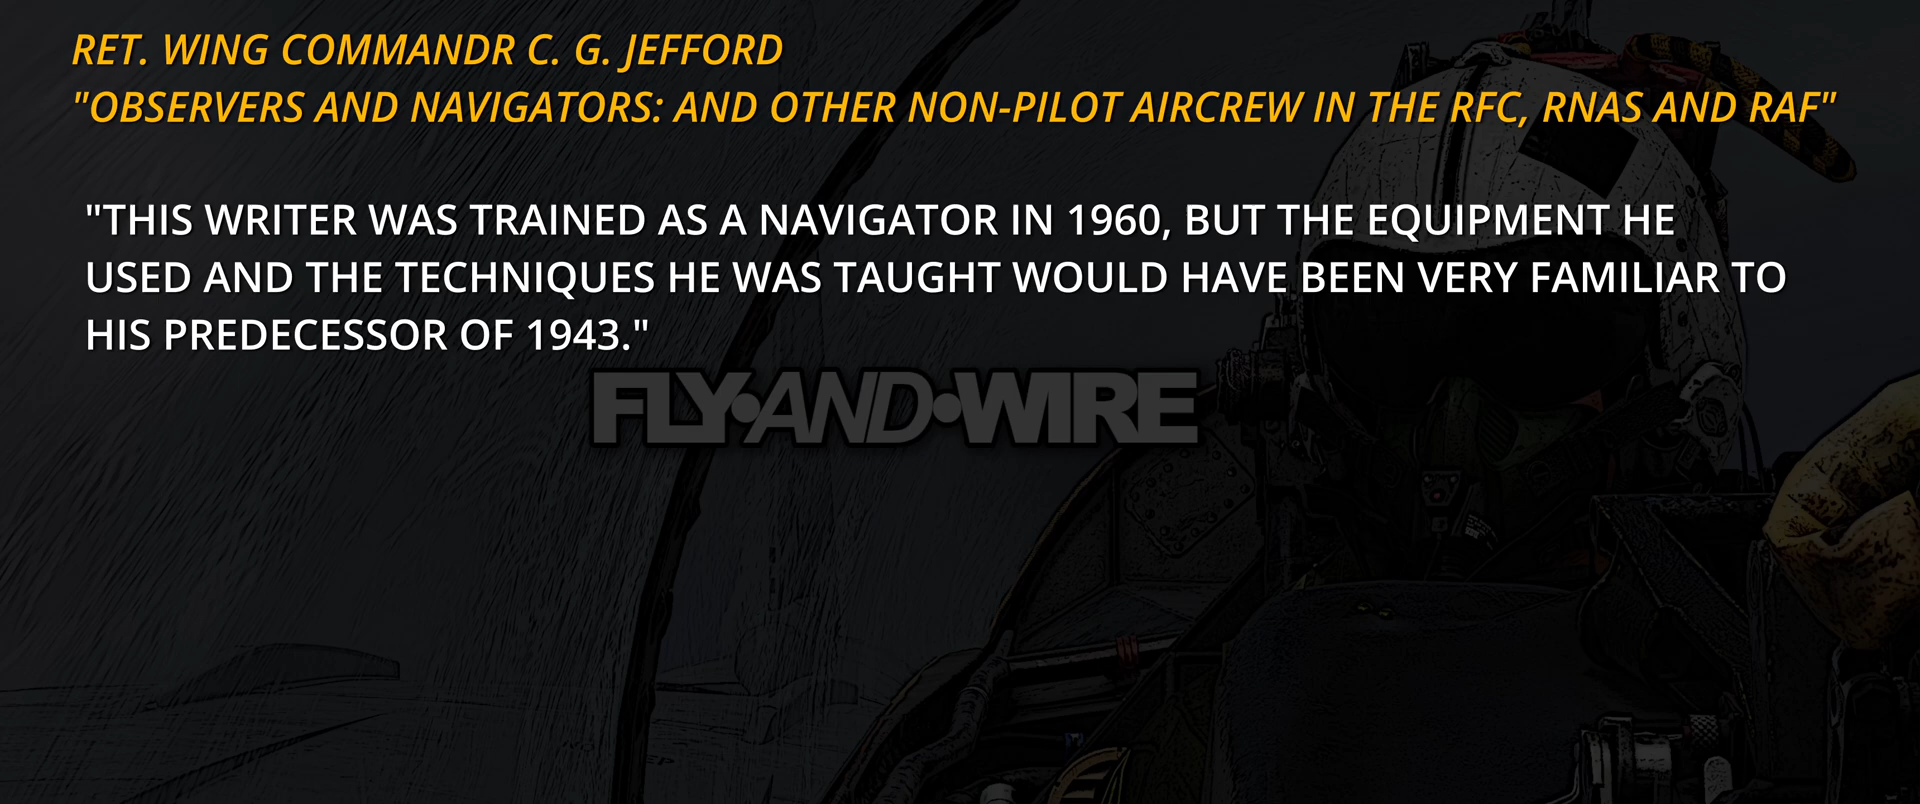 RET. WING COMMANDR C. G. JEFFORD
"OBSERVERS AND NAVIGATORS: AND OTHER NON-PILOT AIRCREW IN THE RFC, RNAS AND RAF"
"THIS WRITER WAS TRAINED AS A NAVIGATOR IN 1960, BUT THE EQUIPMENT HE
USED AND THE TECHNIQUES HE WAS TAUGHT WOULD HAVE BEEN VERY FAMILIAR TO
HIS PREDECESSOR OF 1943."
FLY•AND•WIRE